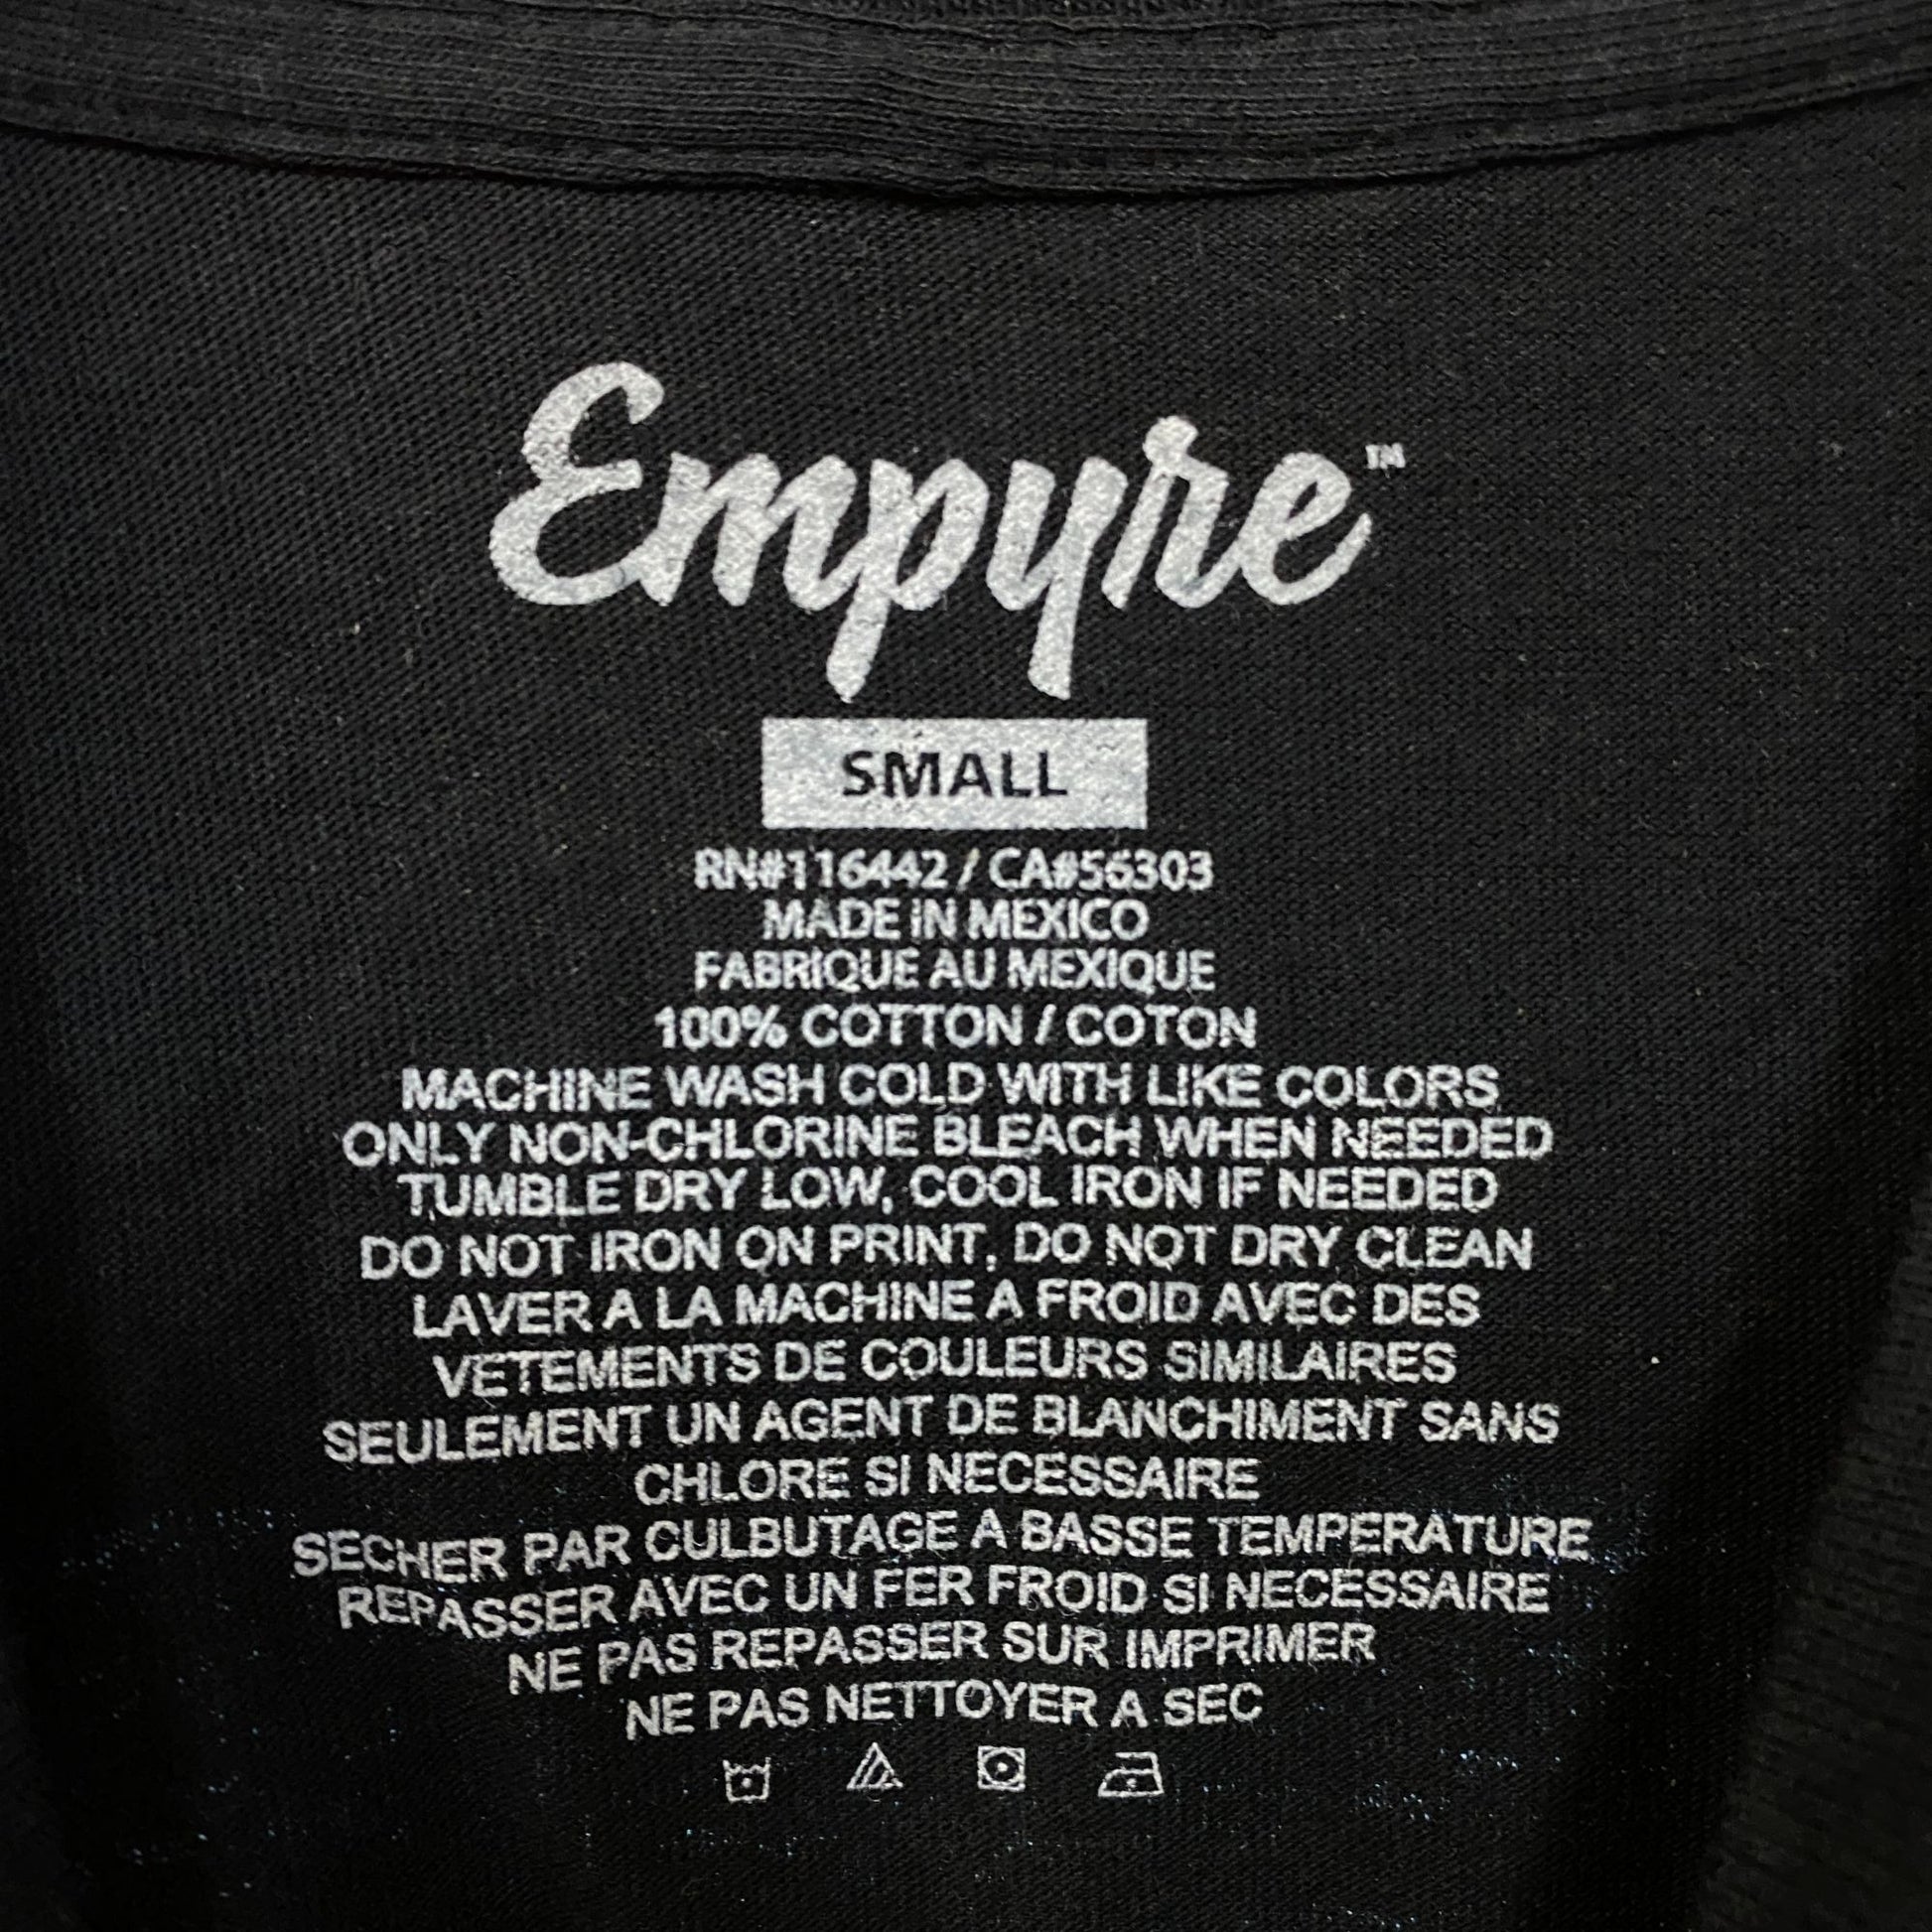 Empyre™
SMALL
RN#116442 / CA#56303
MADE IN MEXICO
FABRIQUE AU MEXIQUE
100% COTTON / COTON
MACHINE WASH COLD WITH LIKE COLORS
ONLY NON-CHLORINE BLEACH WHEN NEEDED
TUMBLE DRY LOW, COOL IRON IF NEEDED
DO NOT IRON ON PRINT, DO NOT DRY CLEAN
LAVER A LA MACHINE A FROID AVEC DES
VETEMENTS DE COULEURS SIMILAIRES
SEULEMENT UN AGENT DE BLANCHIMENT SANS
CHLORE SI NECESSAIRE
SECHER PAR CULBUTAGE A BASSE TEMPERATURE
REPASSER AVEC UN FER FROID SI NECESSAIRE
NE PAS REPASSER SUR IMPRIMER
NE PAS NETTOYER A SEC